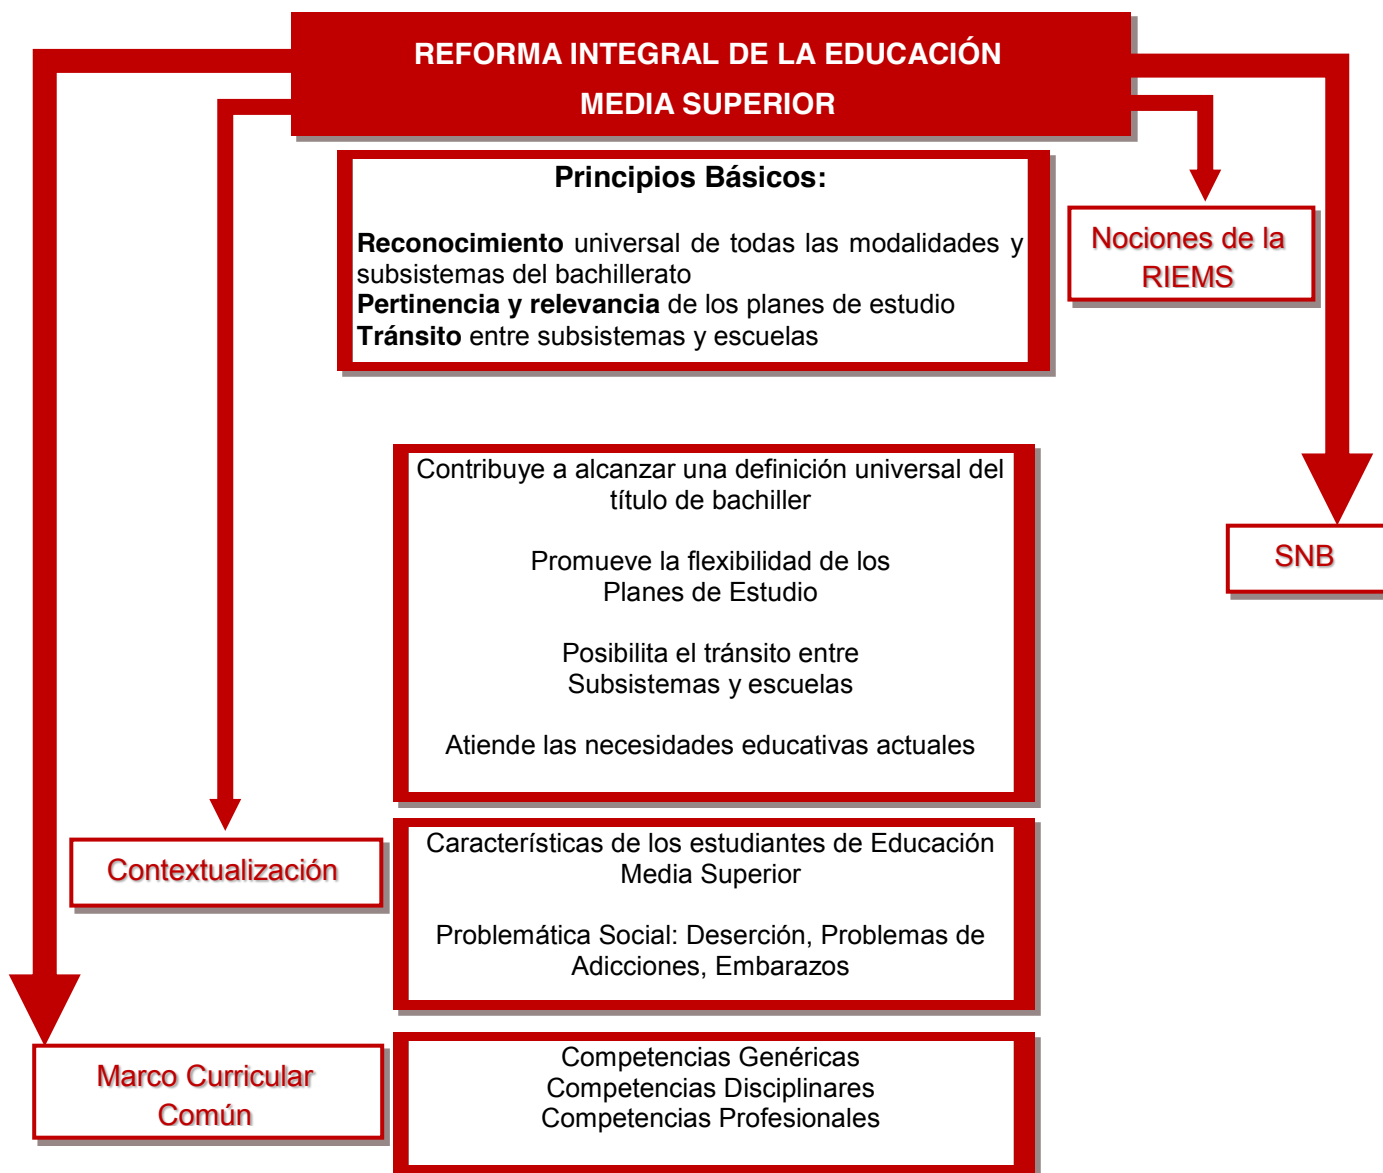 REFORMA INTEGRAL DE LA EDUCACIÓN
MEDIA SUPERIOR
Principios Básicos:
Reconocimiento universal de todas las modalidades y
subsistemas del bachillerato
Pertinencia y relevancia de los planes de estudio
Tránsito entre subsistemas y escuelas
Nociones de la
RIEMS
Contribuye a alcanzar una definición universal del
título de bachiller
Promueve la flexibilidad de los
Planes de Estudio
Posibilita el tránsito entre
Subsistemas y escuelas
Atiende las necesidades educativas actuales
SNB
Contextualización
Características de los estudiantes de Educación
Media Superior
Problemática Social: Deserción, Problemas de
Adicciones, Embarazos
Marco Curricular
Común
Competencias Genéricas
Competencias Disciplinares
Competencias Profesionales